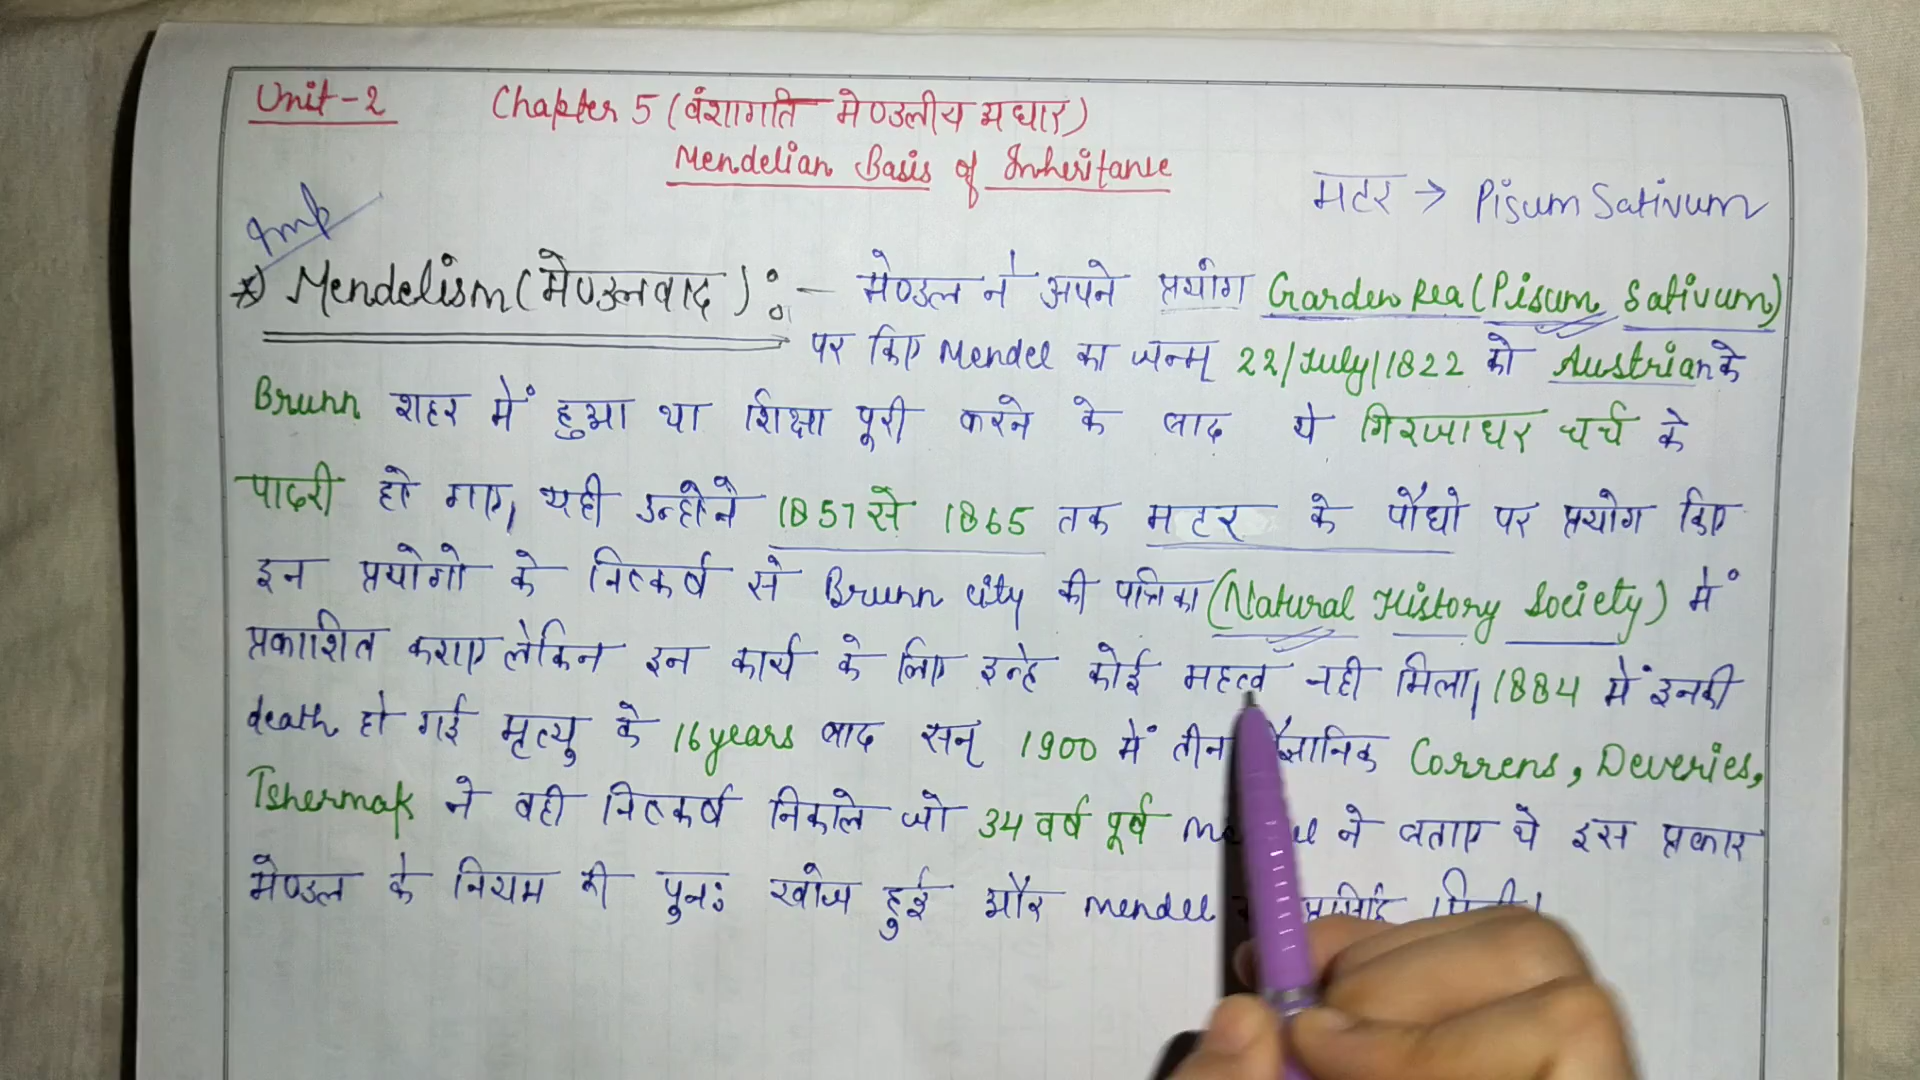 Unit-2 Chapter 5 (वंशागति मेण्डलीय अधार)
Mendelian Basis of Inheritance
मटर → Pisum Sativum
Imp
Mendelism (मेण्डलवाद) :- मेण्डल ने अपने प्रयोग Garden Pea (Pisum Sativum)
पर किए Mendel का जन्म 22/July/1822 को Austrian के
Brunn शहर में हुआ था शिक्षा पूरी करने के बाद ये गिरजाघर चर्च के
पादरी हो गए, यही उन्होने 1857 से 1865 तक मटर के पौधो पर प्रयोग किए
इन प्रयोगो के निष्कर्ष से Brunn city की पत्रिका (Natural History Society) में
प्रकाशित कराए लेकिन इन कार्य के लिए इन्हे कोई महत्व नही मिला, 1884 में इनकी
death हो गई मृत्यु के 16 years बाद सन् 1900 में तीन Correns, Deveries,
Tshermak ने वही निष्कर्ष निकाले जो 34 वर्ष पूर्व ने बताए थे इस प्रकार
मेण्डल के नियम की पुनः खोज हुई और Mendel